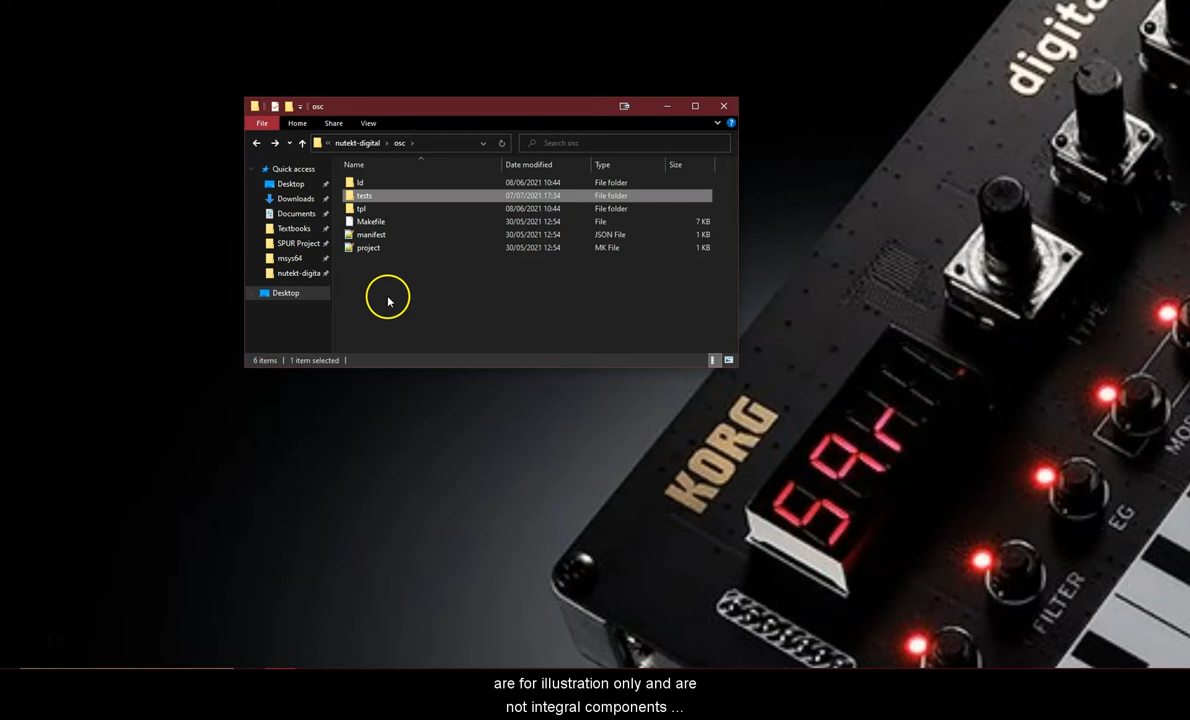 digita
osc
File
Home
Share
View
« nutekt-digital > osc >
Search osc
Name
Date modified
Type
Size
Quick access
Desktop
Downloads
Documents
Textbooks
SPUR Project
msys64
nutekt-digita
Desktop
ld 08/06/2021 10:44 File folder
tests 07/07/2021 17:34 File folder
tpl 08/06/2021 10:44 File folder
Makefile 30/05/2021 12:54 File 7 KB
manifest 30/05/2021 12:54 JSON File 1 KB
project 30/05/2021 12:54 MK File 1 KB
6 items
1 item selected
KORG
Sqr
TYPE
A
MO
EG
FILTER
are for illustration only and are
not integral components ...